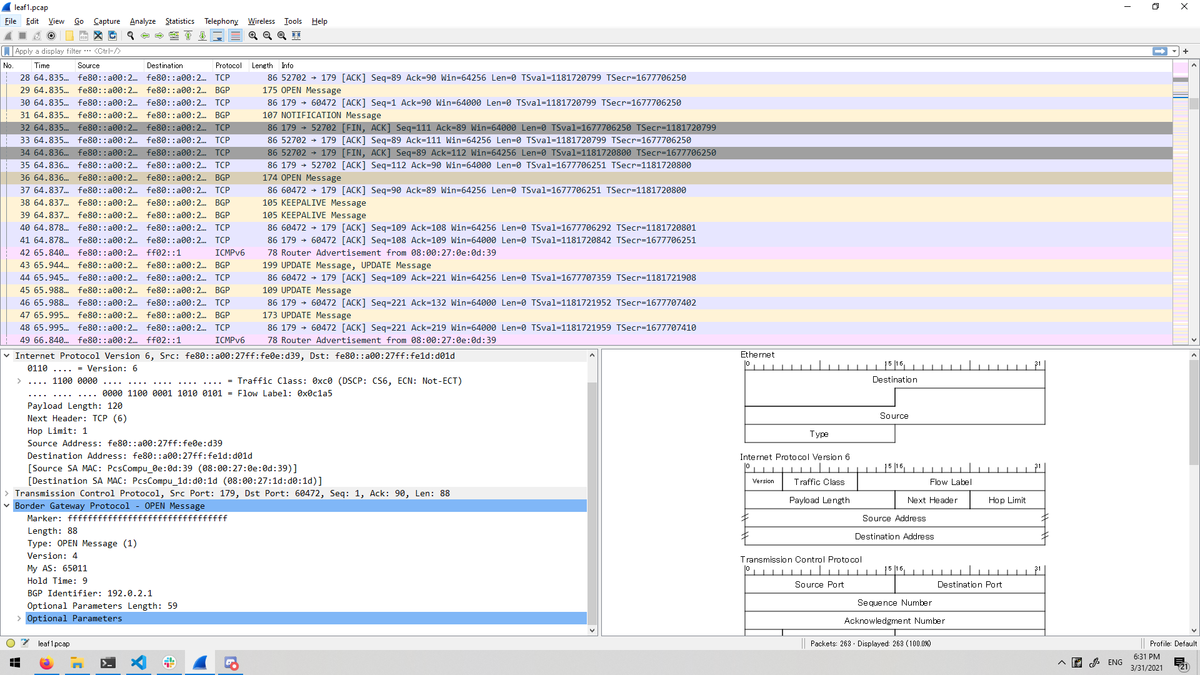 leaf1.pcap
File Edit View Go Capture Analyze Statistics Telephony Wireless Tools Help
Apply a display filter ... <Ctrl-/>
No. Time Source Destination Protocol Length Info
28 64.835… fe80::a00:2… fe80::a00:2… TCP 86 52702 → 179 [ACK] Seq=89 Ack=90 Win=64256 Len=0 TSval=1181720799 TSecr=1677706250
29 64.835… fe80::a00:2… fe80::a00:2… BGP 175 OPEN Message
30 64.835… fe80::a00:2… fe80::a00:2… TCP 86 179 → 60472 [ACK] Seq=1 Ack=90 Win=64000 Len=0 TSval=1181720799 TSecr=1677706250
31 64.835… fe80::a00:2… fe80::a00:2… BGP 107 NOTIFICATION Message
32 64.835… fe80::a00:2… fe80::a00:2… TCP 86 179 → 52702 [FIN, ACK] Seq=111 Ack=89 Win=64000 Len=0 TSval=1677706250 TSecr=1181720799
33 64.835… fe80::a00:2… fe80::a00:2… TCP 86 52702 → 179 [ACK] Seq=89 Ack=111 Win=64256 Len=0 TSval=1181720799 TSecr=1677706250
34 64.836… fe80::a00:2… fe80::a00:2… TCP 86 52702 → 179 [FIN, ACK] Seq=89 Ack=112 Win=64256 Len=0 TSval=1181720800 TSecr=1677706250
35 64.836… fe80::a00:2… fe80::a00:2… TCP 86 179 → 52702 [ACK] Seq=112 Ack=90 Win=64000 Len=0 TSval=1677706251 TSecr=1181720800
36 64.836… fe80::a00:2… fe80::a00:2… BGP 174 OPEN Message
37 64.837… fe80::a00:2… fe80::a00:2… TCP 86 60472 → 179 [ACK] Seq=90 Ack=89 Win=64256 Len=0 TSval=1677706251 TSecr=1181720800
38 64.837… fe80::a00:2… fe80::a00:2… BGP 105 KEEPALIVE Message
39 64.837… fe80::a00:2… fe80::a00:2… BGP 105 KEEPALIVE Message
40 64.878… fe80::a00:2… fe80::a00:2… TCP 86 60472 → 179 [ACK] Seq=109 Ack=108 Win=64256 Len=0 TSval=1677706292 TSecr=1181720801
41 64.878… fe80::a00:2… fe80::a00:2… TCP 86 179 → 60472 [ACK] Seq=108 Ack=109 Win=64000 Len=0 TSval=1181720842 TSecr=1677706251
42 65.840… fe80::a00:2… ff02::1 ICMPv6 78 Router Advertisement from 08:00:27:0e:0d:39
43 65.944… fe80::a00:2… fe80::a00:2… BGP 199 UPDATE Message, UPDATE Message
44 65.945… fe80::a00:2… fe80::a00:2… TCP 86 60472 → 179 [ACK] Seq=109 Ack=221 Win=64256 Len=0 TSval=1677707359 TSecr=1181721908
45 65.988… fe80::a00:2… fe80::a00:2… BGP 109 UPDATE Message
46 65.988… fe80::a00:2… fe80::a00:2… TCP 86 179 → 60472 [ACK] Seq=221 Ack=132 Win=64000 Len=0 TSval=1181721952 TSecr=1677707402
47 65.995… fe80::a00:2… fe80::a00:2… BGP 173 UPDATE Message
48 65.995… fe80::a00:2… fe80::a00:2… TCP 86 179 → 60472 [ACK] Seq=221 Ack=219 Win=64000 Len=0 TSval=1181721959 TSecr=1677707410
49 66.840… fe80::a00:2… ff02::1 ICMPv6 78 Router Advertisement from 08:00:27:0e:0d:39
Internet Protocol Version 6, Src: fe80::a00:27ff:fe0e:d39, Dst: fe80::a00:27ff:fe1d:d01d
0110 .... = Version: 6
.... 1100 0000 .... .... .... .... .... = Traffic Class: 0xc0 (DSCP: CS6, ECN: Not-ECT)
.... .... .... 0000 1100 0001 1010 0101 = Flow Label: 0x0c1a5
Payload Length: 120
Next Header: TCP (6)
Hop Limit: 1
Source Address: fe80::a00:27ff:fe0e:d39
Destination Address: fe80::a00:27ff:fe1d:d01d
[Source SA MAC: PcsCompu_0e:0d:39 (08:00:27:0e:0d:39)]
[Destination SA MAC: PcsCompu_1d:d0:1d (08:00:27:1d:d0:1d)]
Transmission Control Protocol, Src Port: 179, Dst Port: 60472, Seq: 1, Ack: 90, Len: 88
Border Gateway Protocol - OPEN Message
Marker: ffffffffffffffffffffffffffffffff
Length: 88
Type: OPEN Message (1)
Version: 4
My AS: 65011
Hold Time: 9
BGP Identifier: 192.0.2.1
Optional Parameters Length: 59
Optional Parameters
Ethernet
0 15 16 31
Destination
Source
Type
Internet Protocol Version 6
0 15 16 31
Version Traffic Class Flow Label
Payload Length Next Header Hop Limit
Source Address
Destination Address
Transmission Control Protocol
0 15 16 31
Source Port Destination Port
Sequence Number
Acknowledgment Number
leaf1.pcap Packets: 263 · Displayed: 263 (100.0%) Profile: Default
ENG 6:31 PM
3/31/2021
21